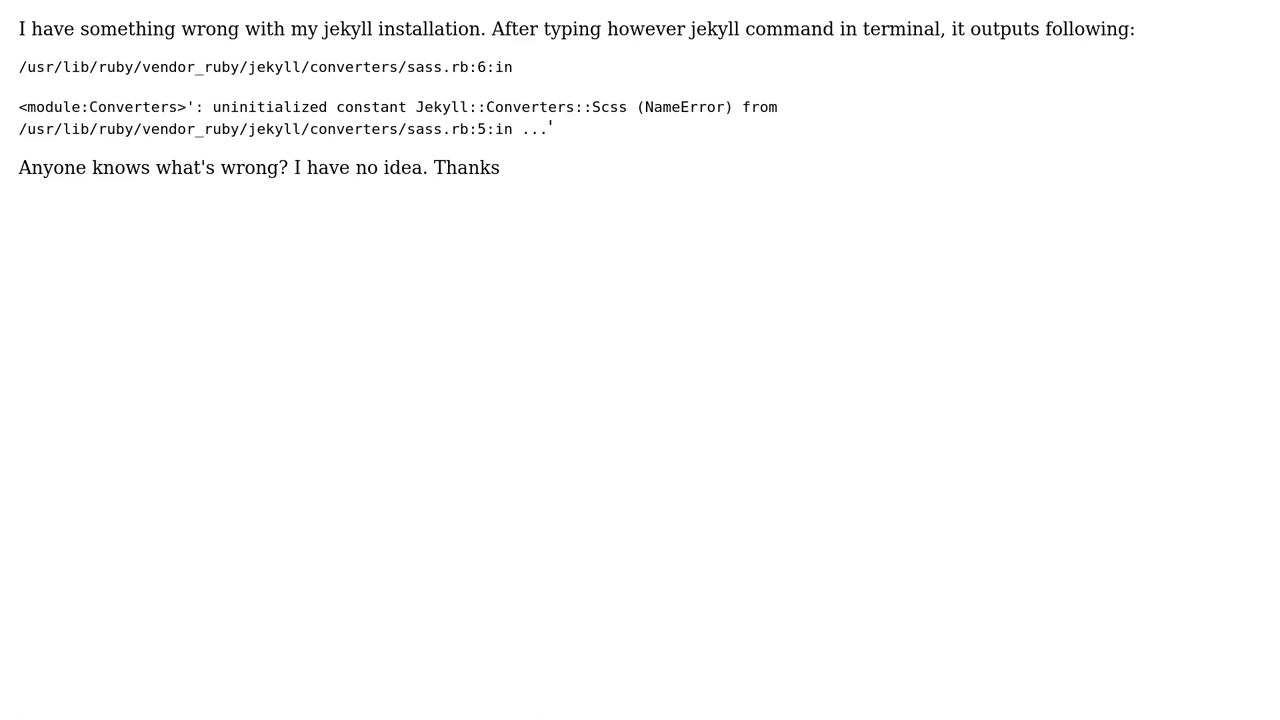 I have something wrong with my jekyll installation. After typing however jekyll command in terminal, it outputs following:
/usr/lib/ruby/vendor_ruby/jekyll/converters/sass.rb:6:in
<module:Converters>': uninitialized constant Jekyll::Converters::Scss (NameError) from
/usr/lib/ruby/vendor_ruby/jekyll/converters/sass.rb:5:in ...'
Anyone knows what's wrong? I have no idea. Thanks